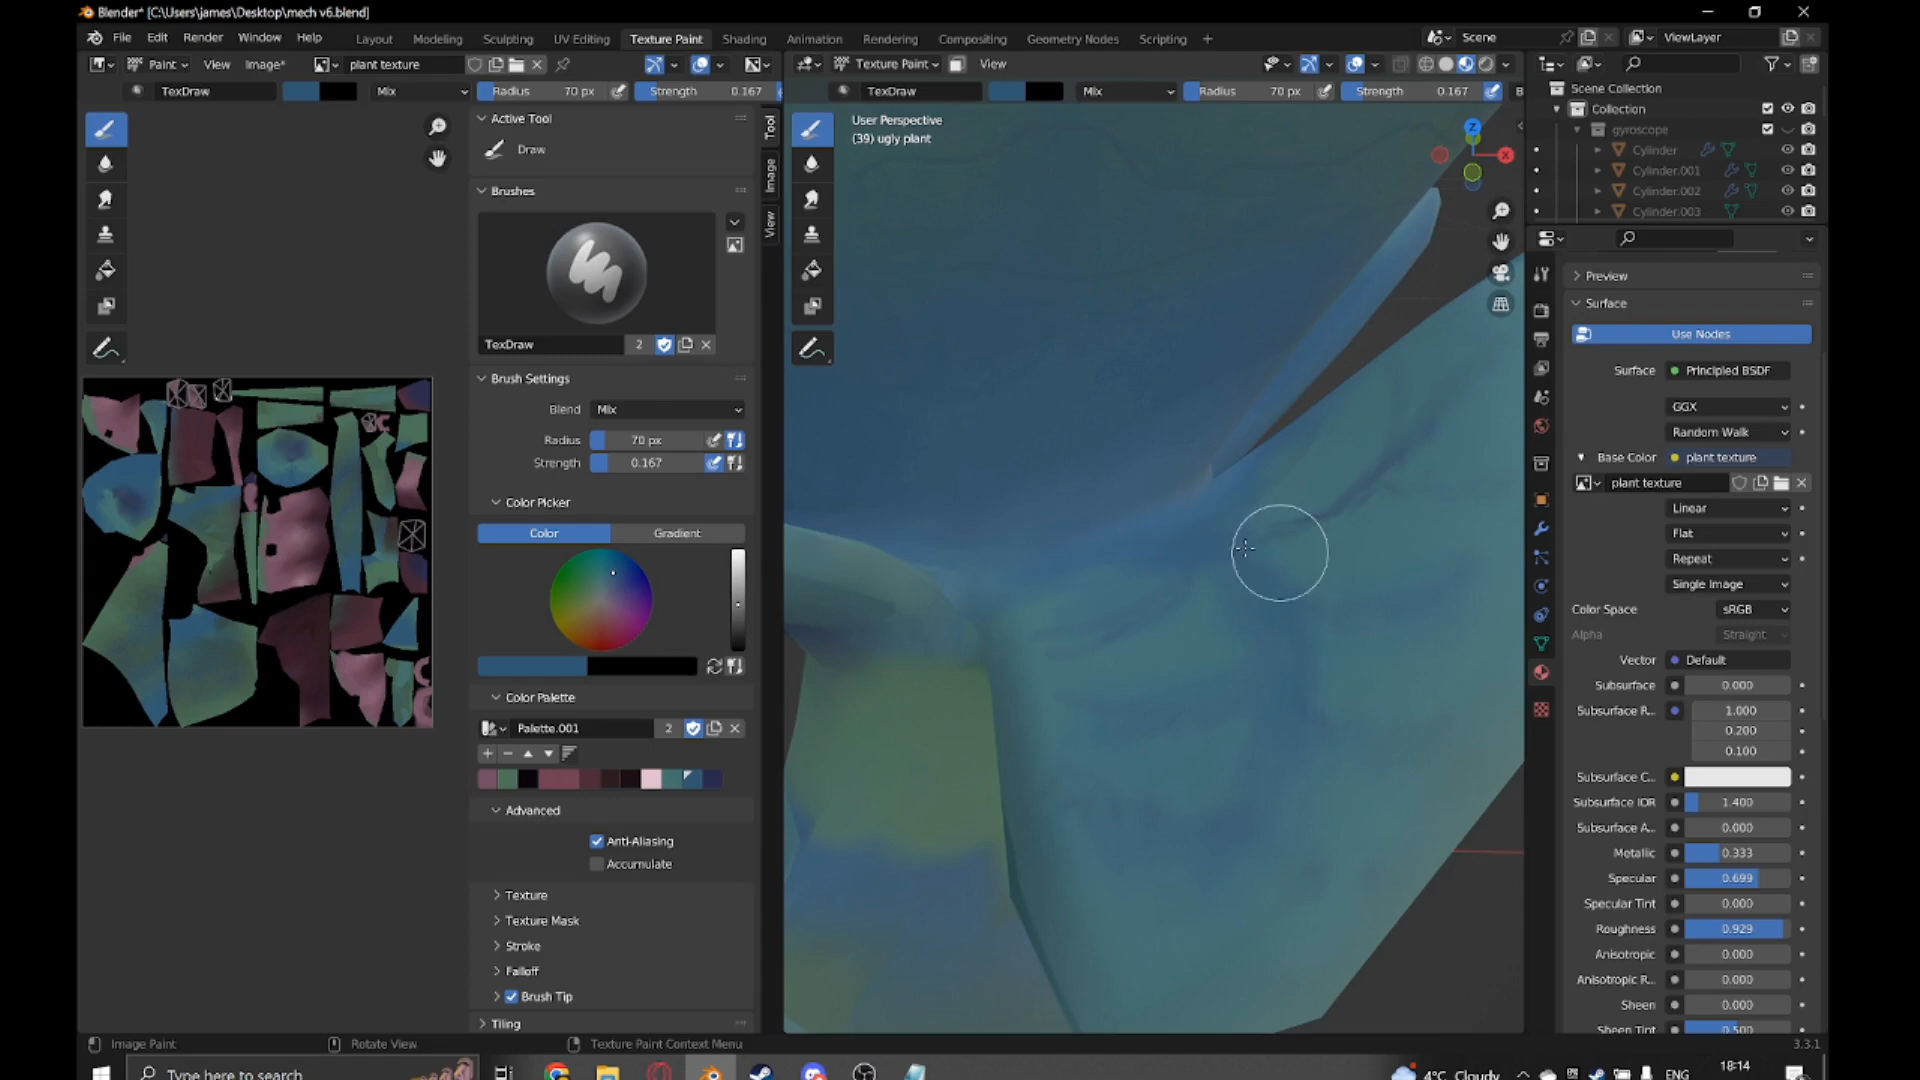 Blender* [C:\Users\james\Desktop\mech v6.blend]
File Edit Render Window Help Layout Modeling Sculpting UV Editing Texture Paint Shading Animation Rendering Compositing Geometry Nodes Scripting + Scene ViewLayer
Paint View Image* plant texture Texture Paint View
TexDraw Mix Radius 70 px Strength 0.167 TexDraw Mix Radius 70 px Strength 0.167 B
Scene Collection
Collection
gyroscope
Cylinder
Cylinder.001
Cylinder.002
Cylinder.003
Active Tool
Draw
Brushes
TexDraw 2
Brush Settings
Blend Mix
Radius 70 px
Strength 0.167
Color Picker
Color Gradient
Color Palette
Palette.001 2
Advanced
Anti-Aliasing
Accumulate
Texture
Texture Mask
Stroke
Falloff
Brush Tip
Tiling
Tool
Image
View
User Perspective
(39) ugly plant
Z
X
Preview
Surface
Use Nodes
Surface Principled BSDF
GGX
Random Walk
Base Color plant texture
plant texture
Linear
Flat
Repeat
Single Image
Color Space sRGB
Alpha Straight
Vector Default
Subsurface 0.000
Subsurface R... 1.000
0.200
0.100
Subsurface C...
Subsurface IOR 1.400
Subsurface A... 0.000
Metallic 0.333
Specular 0.699
Specular Tint 0.000
Roughness 0.929
Anisotropic 0.000
Anisotropic R... 0.000
Sheen 0.000
Sheen Tint 0.500
Image Paint Rotate View Texture Paint Context Menu 3.3.1
Type here to search 4°C Cloudy ENG 18:14